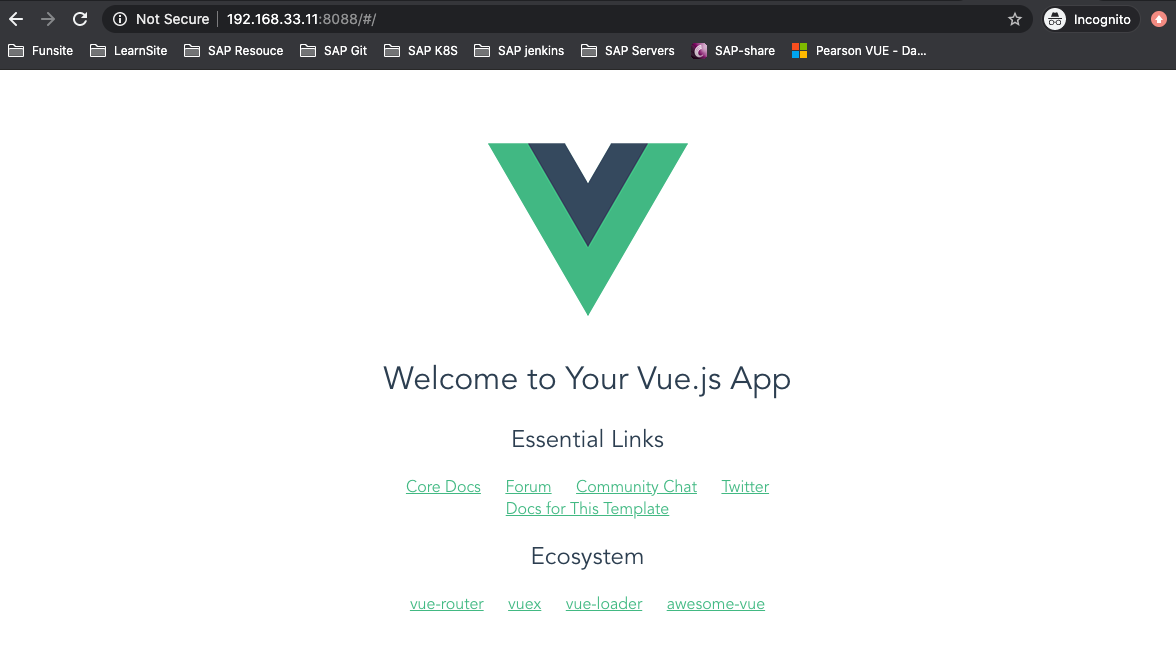 Not Secure 192.168.33.11:8088/#/ Incognito
Funsite LearnSite SAP Resouce SAP Git SAP K8S SAP jenkins SAP Servers SAP-share Pearson VUE - Da...
Welcome to Your Vue.js App
Essential Links
Core Docs Forum Community Chat Twitter
Docs for This Template
Ecosystem
vue-router vuex vue-loader awesome-vue